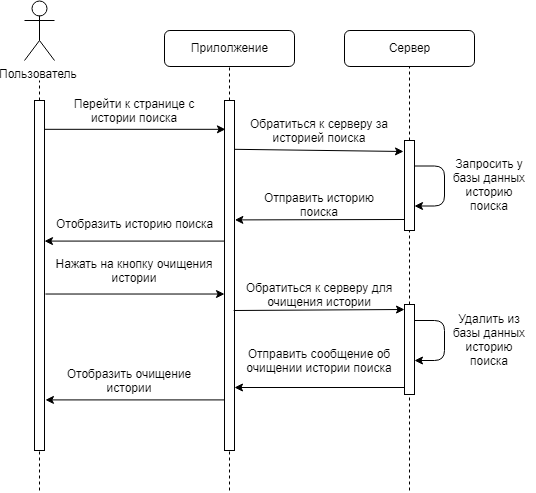 Прилолжение
Сервер
Пользователь
Перейти к странице с
истории поиска
Обратиться к серверу за
историей поиска
Запросить у
базы данных
историю
поиска
Отправить историю
поиска
Отобразить историю поиска
Нажать на кнопку очищения
истории
Обратиться к серверу для
очищения истории
Удалить из
базы данных
историю
поиска
Отправить сообщение об
очищении истории поиска
Отобразить очищение
истории